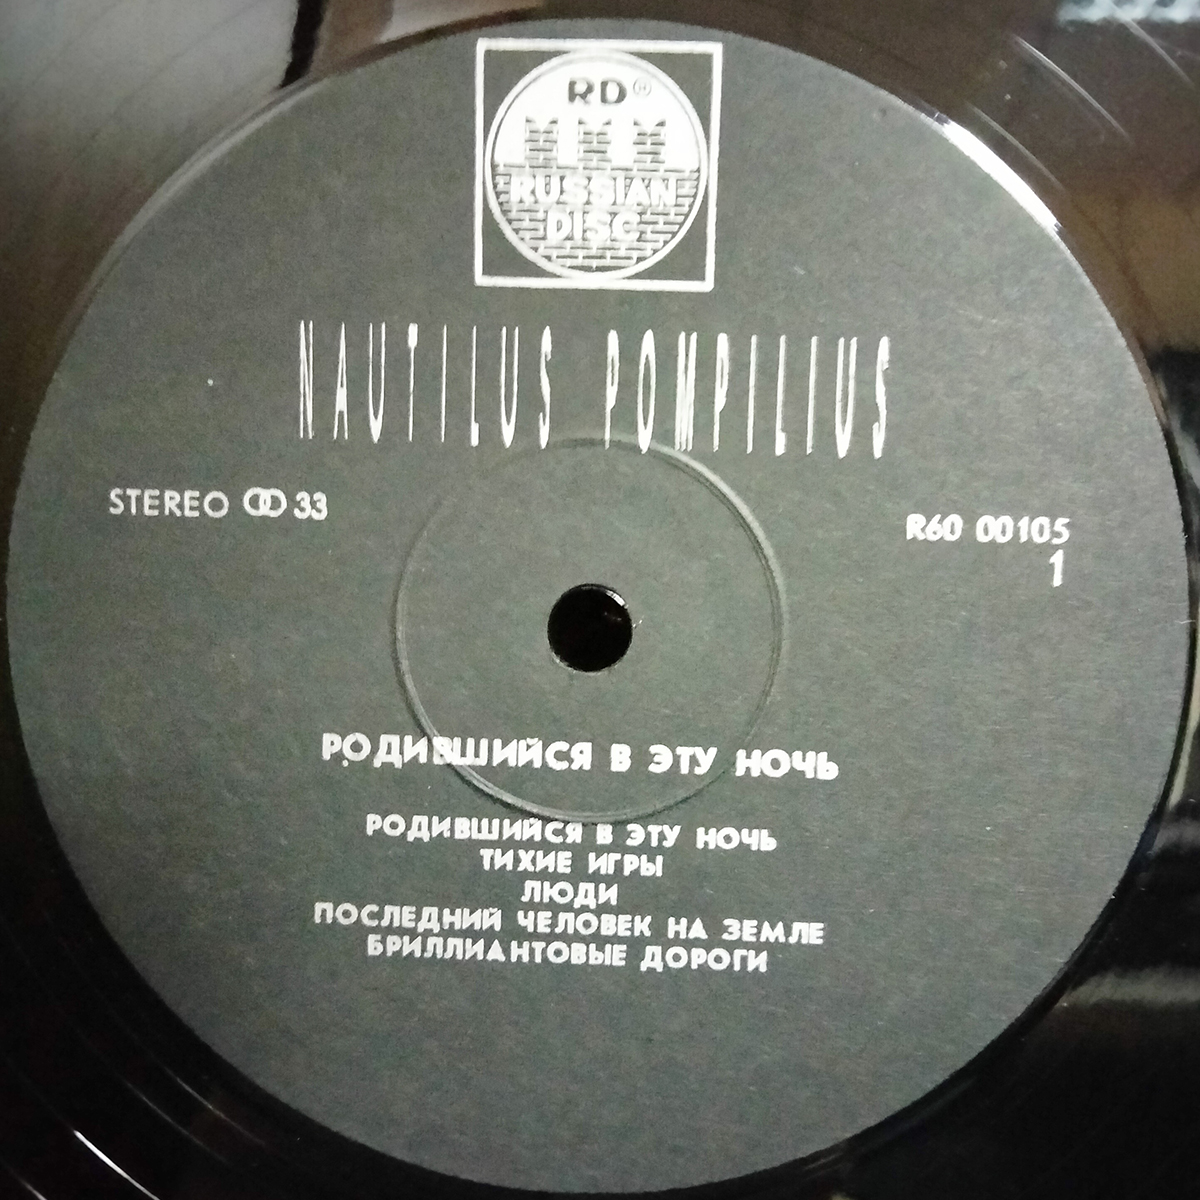 RD®
RUSSIAN
DISC
NAUTILUS POMPILIUS
STEREO 33
R60 00105
1
РОДИВШИЙСЯ В ЭТУ НОЧЬ
РОДИВШИЙСЯ В ЭТУ НОЧЬ
ТИХИЕ ИГРЫ
ЛЮДИ
ПОСЛЕДНИЙ ЧЕЛОВЕК НА ЗЕМЛЕ
БРИЛЛИАНТОВЫЕ ДОРОГИ